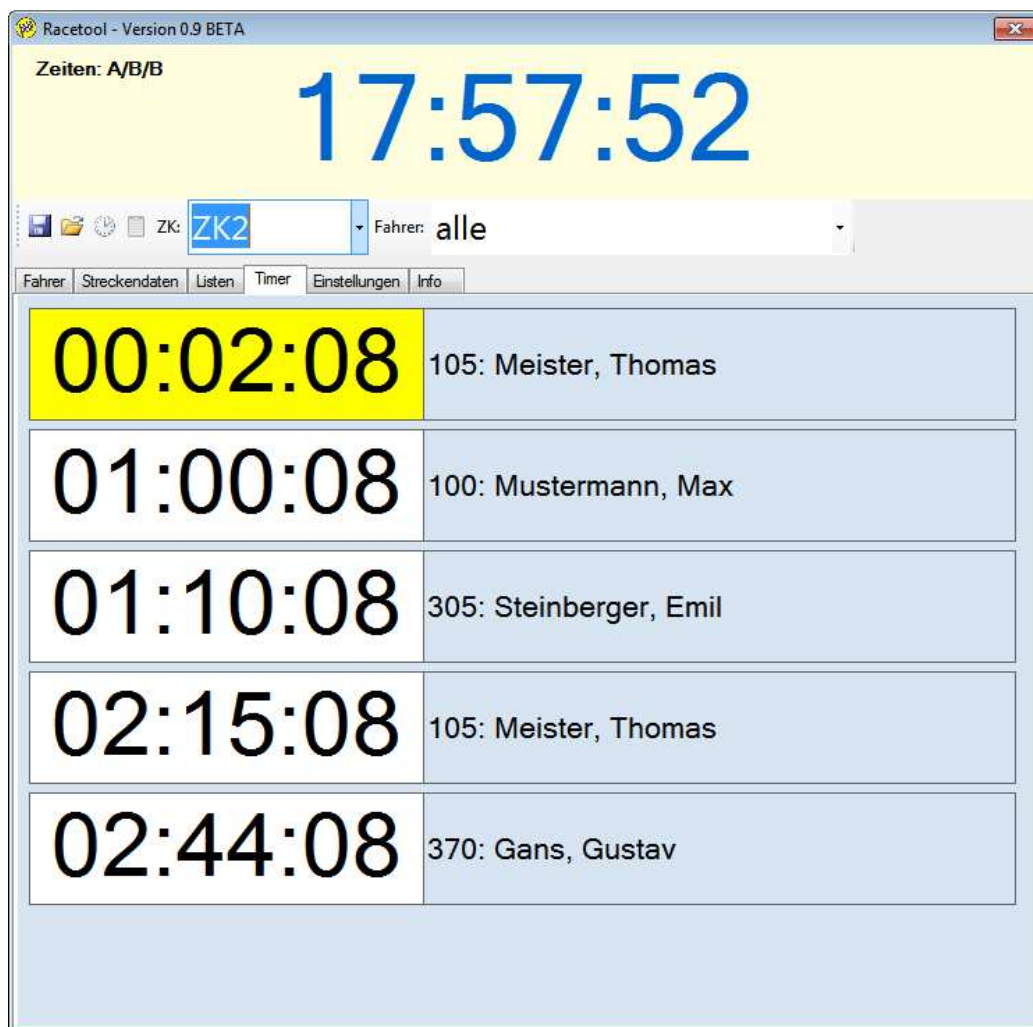 Racetool - Version 0.9 BETA
Zeiten: A/B/B
17:57:52
ZK: ZK2 Fahrer: alle
Fahrer Streckendaten Listen Timer Einstellungen Info
00:02:08 105: Meister, Thomas
01:00:08 100: Mustermann, Max
01:10:08 305: Steinberger, Emil
02:15:08 105: Meister, Thomas
02:44:08 370: Gans, Gustav